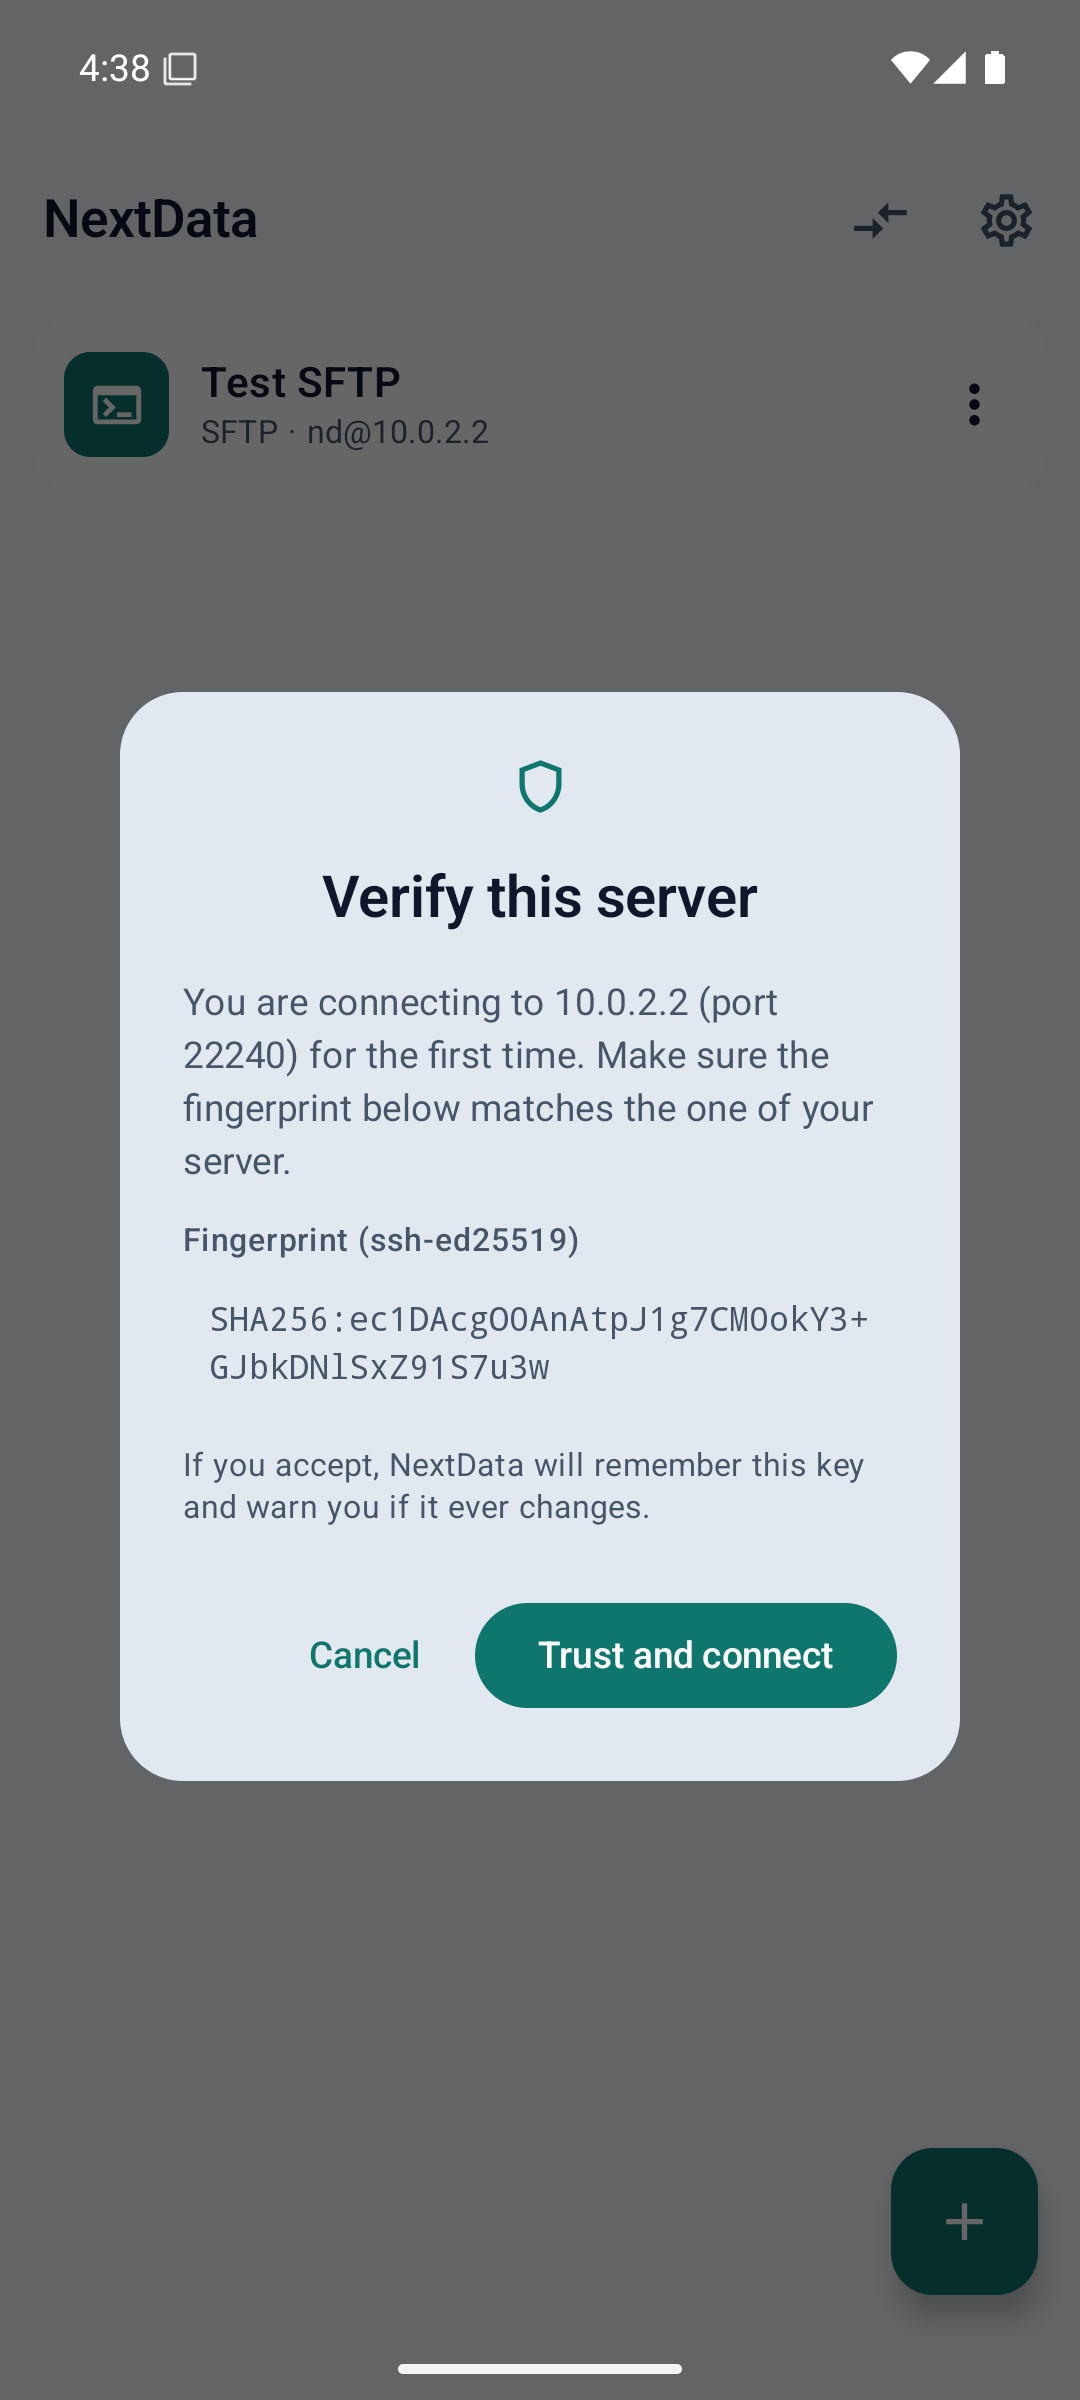 4:38
NextData
Test SFTP
SFTP · nd@10.0.2.2
Verify this server
You are connecting to 10.0.2.2 (port
22240) for the first time. Make sure the
fingerprint below matches the one of your
server.
Fingerprint (ssh-ed25519)
SHA256:ec1DAcgOOAnAtpJ1g7CMOokY3+
GJbkDNlSxZ91S7u3w
If you accept, NextData will remember this key
and warn you if it ever changes.
Cancel
Trust and connect